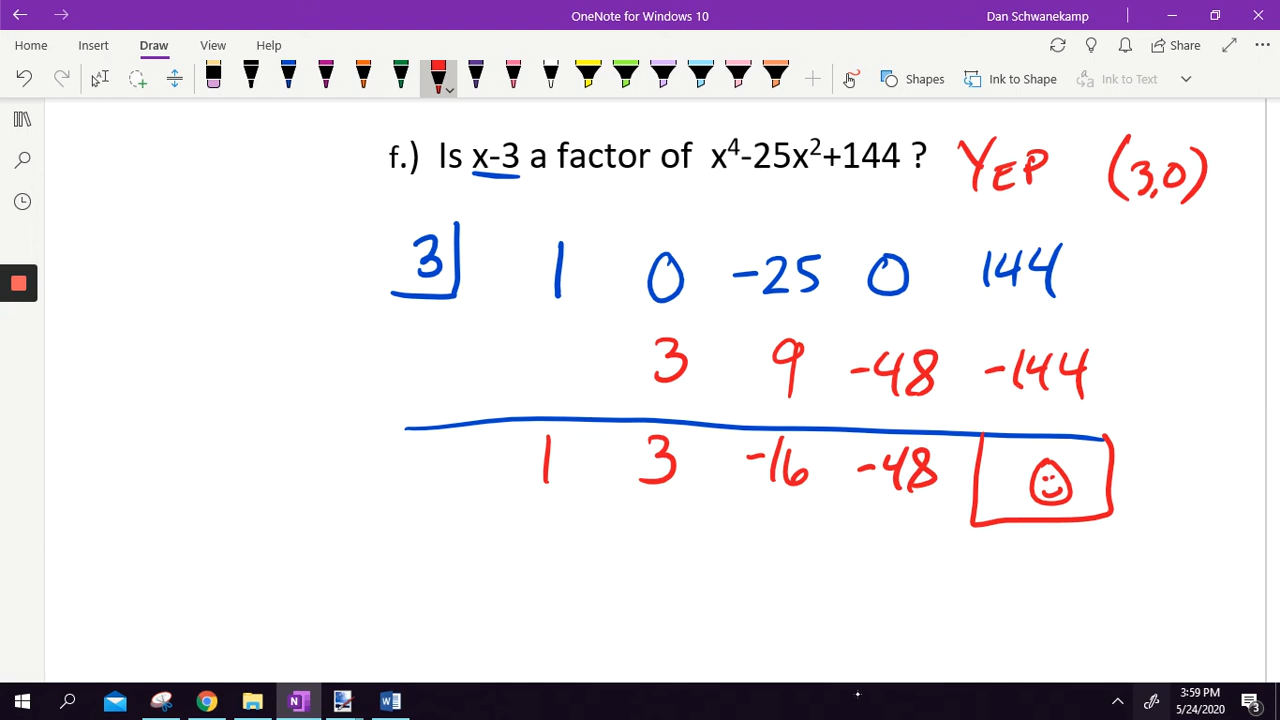 OneNote for Windows 10
Dan Schwanekamp
Home Insert Draw View Help
Share
Shapes Ink to Shape Ink to Text
f.) Is x-3 a factor of x⁴-25x²+144 ? YEP (3,0)
3 1 0 -25 0 144
3 9 -48 -144
1 3 -16 -48
3:59 PM
5/24/2020
3